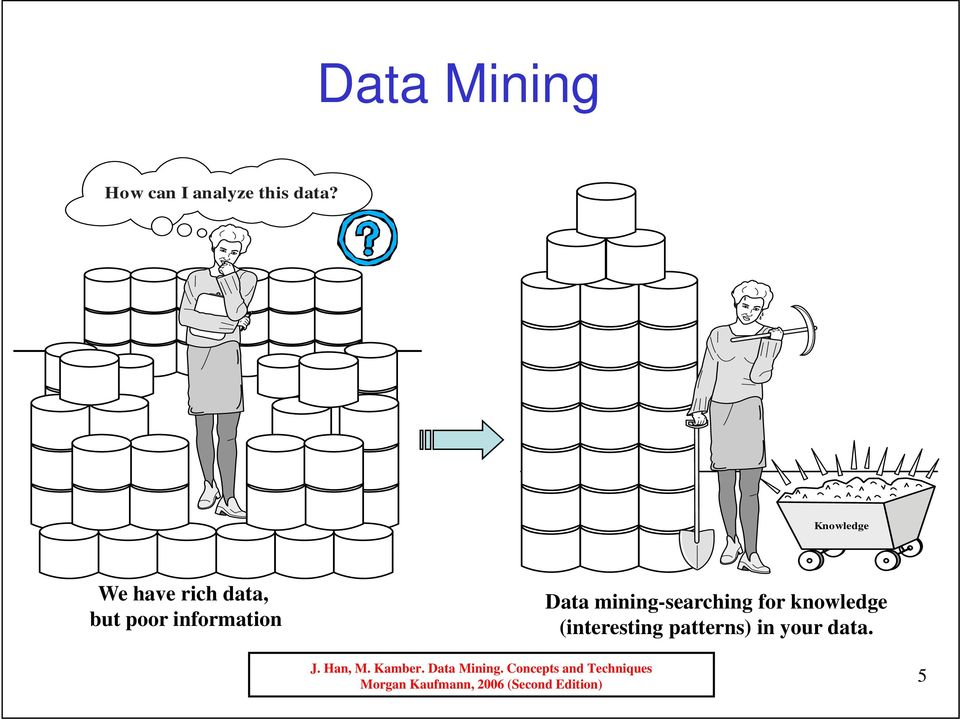 Data Mining
How can I analyze this data?
?
Knowledge
We have rich data,
but poor information
Data mining-searching for knowledge
(interesting patterns) in your data.
J. Han, M. Kamber. Data Mining. Concepts and Techniques
Morgan Kaufmann, 2006 (Second Edition)
5